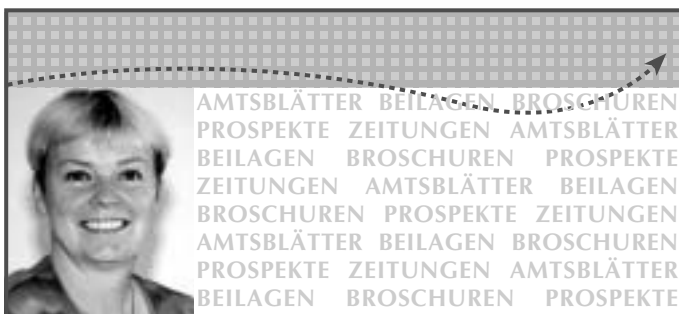 AMTSBLÄTTER BEILAGEN BROSCHUREN
PROSPEKTE ZEITUNGEN AMTSBLÄTTER
BEILAGEN BROSCHUREN PROSPEKTE
ZEITUNGEN AMTSBLÄTTER BEILAGEN
BROSCHUREN PROSPEKTE ZEITUNGEN
AMTSBLÄTTER BEILAGEN BROSCHUREN
PROSPEKTE ZEITUNGEN AMTSBLÄTTER
BEILAGEN BROSCHUREN PROSPEKTE